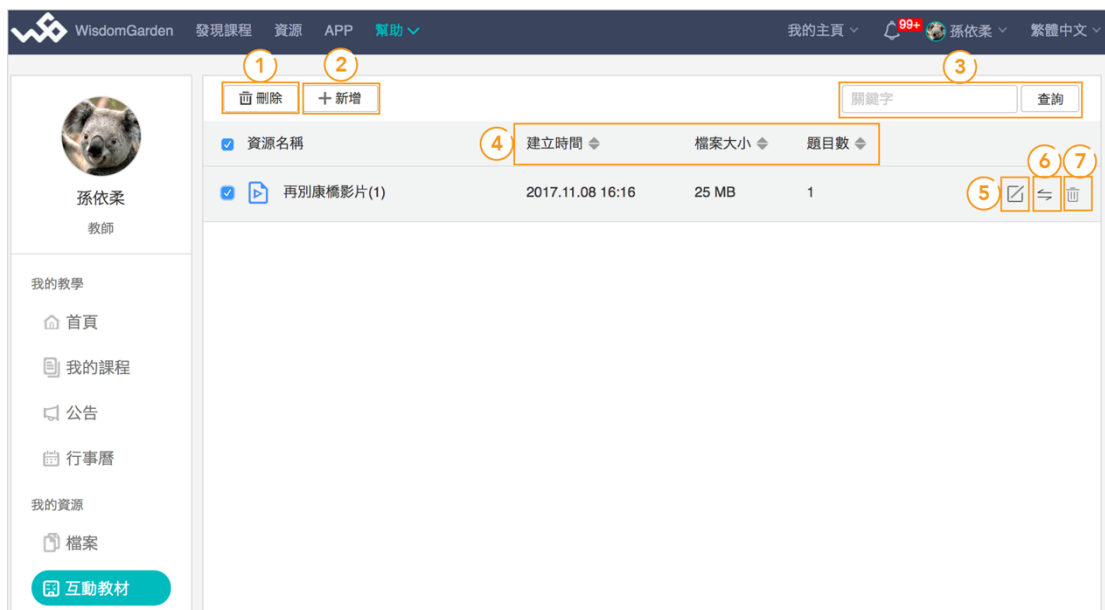 WisdomGarden 發現課程 資源 APP 幫助 我的主頁 99+ 孫依柔 繁體中文
1 2 3
刪除 新增 關鍵字 查詢
4
資源名稱 建立時間 檔案大小 題目數
6 7
再別康橋影片(1) 2017.11.08 16:16 25 MB 1 5
孫依柔
教師
我的教學
首頁
我的課程
公告
行事曆
我的資源
檔案
互動教材